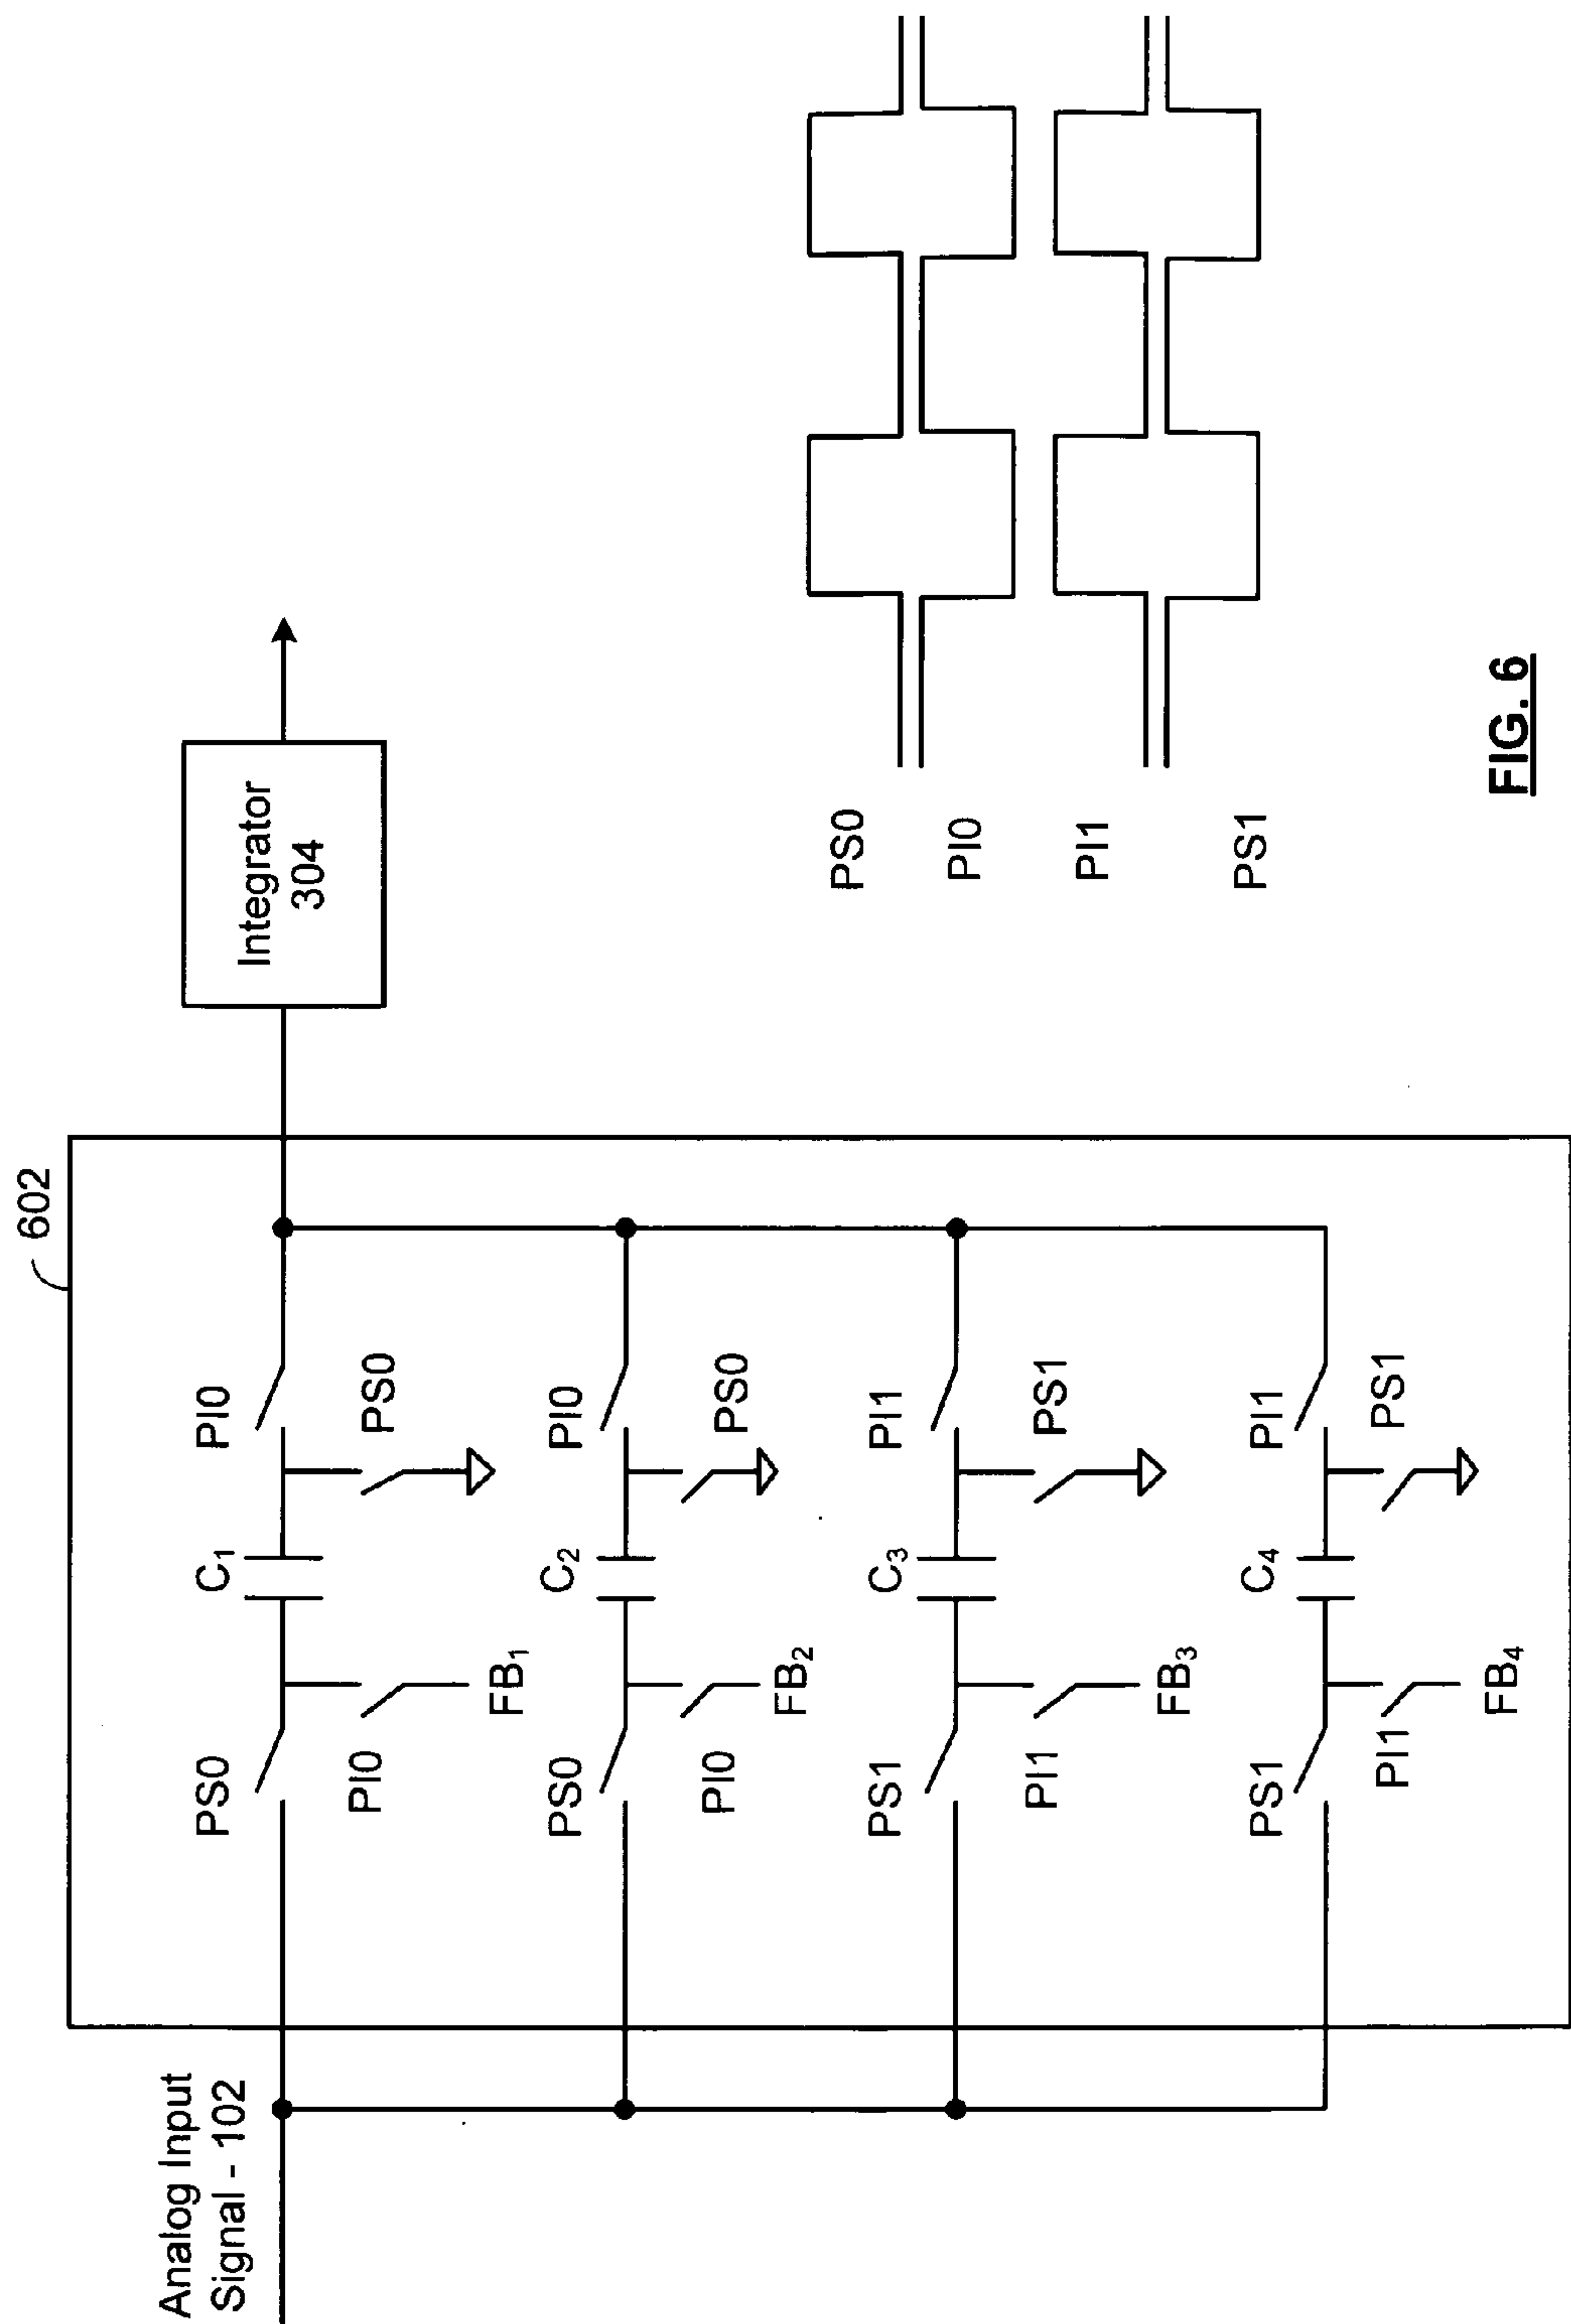 602
Analog Input
Signal - 102
PS0
C1
PI0
Integrator
304
PI0
FB1
PS0
PS0
C2
PI0
PI0
FB2
PS0
PS1
C3
PI1
PI1
FB3
PS1
PS1
C4
PI1
PI1
FB4
PS1
PS0
PI0
PI1
PS1
FIG. 6